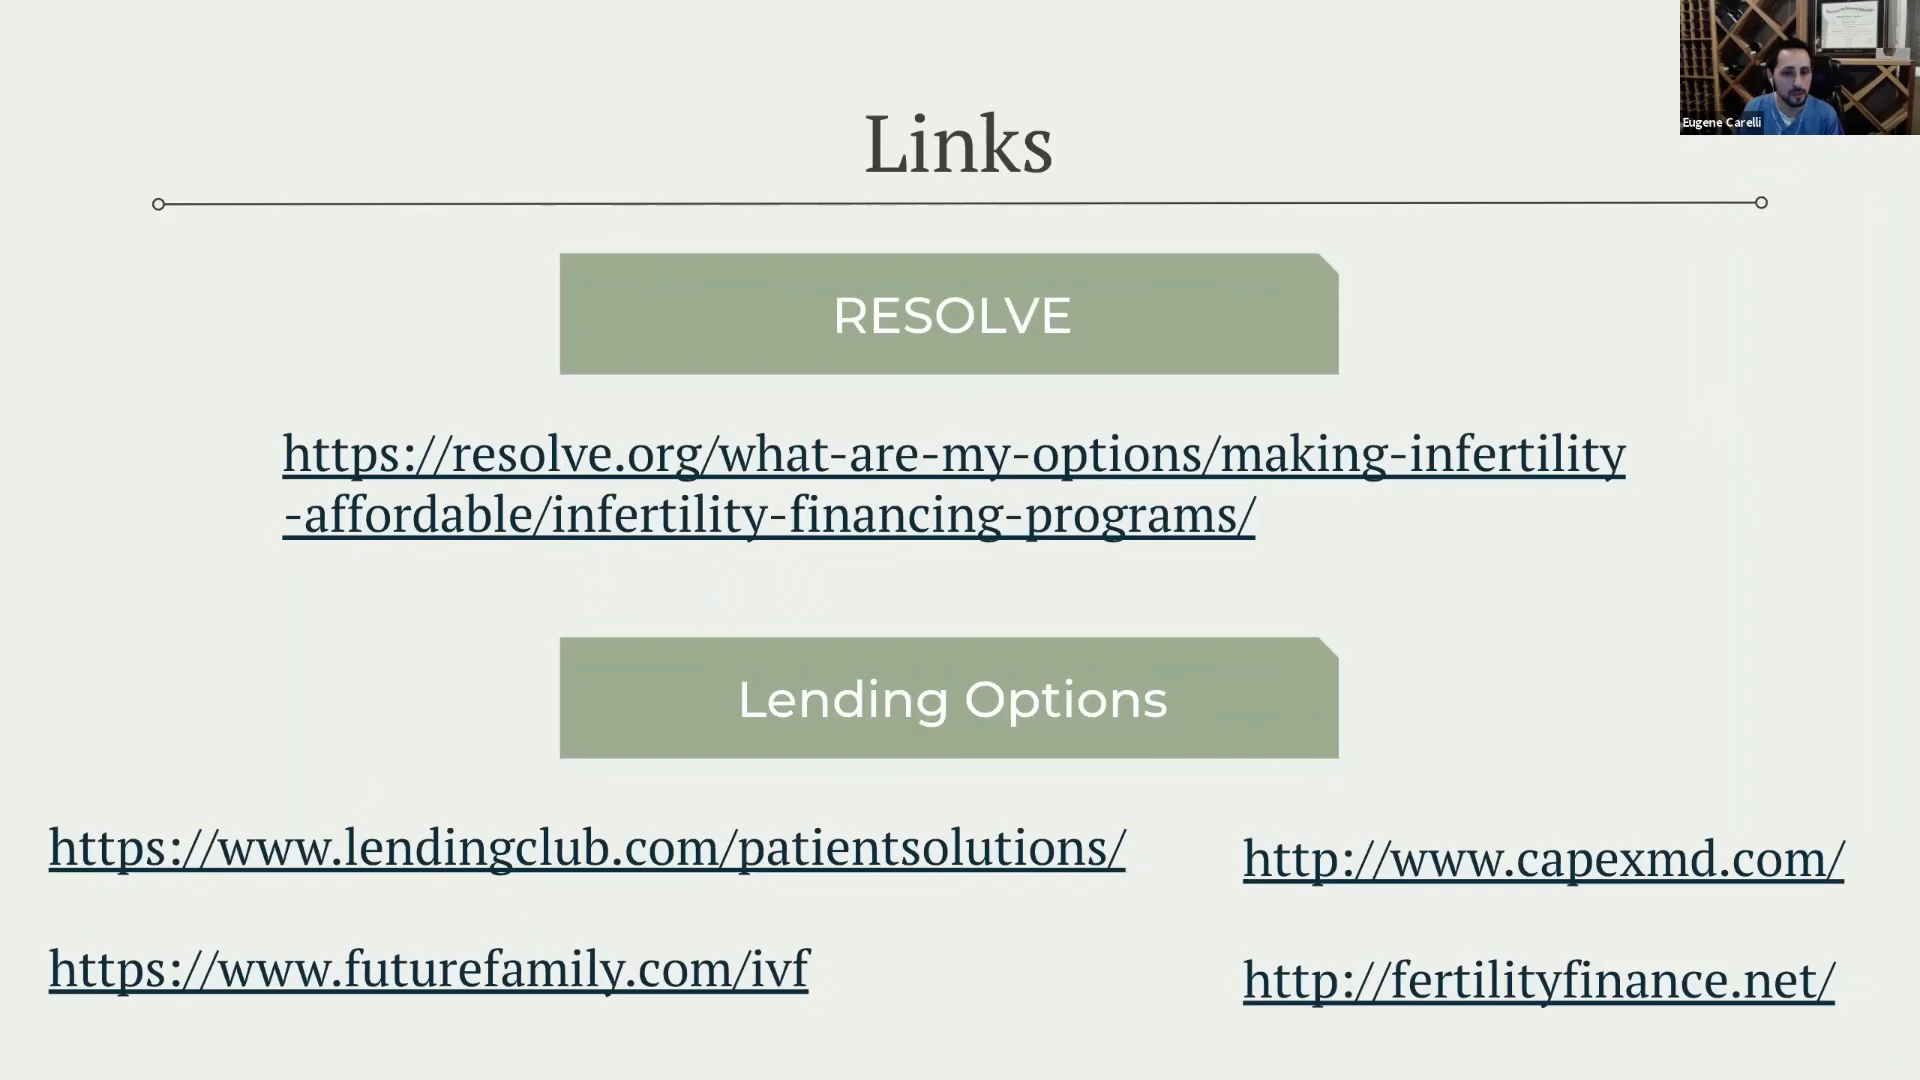 Links
Eugene Carelli
RESOLVE
https://resolve.org/what-are-my-options/making-infertility
-affordable/infertility-financing-programs/
Lending Options
https://www.lendingclub.com/patientsolutions/
http://www.capexmd.com/
https://www.futurefamily.com/ivf
http://fertilityfinance.net/